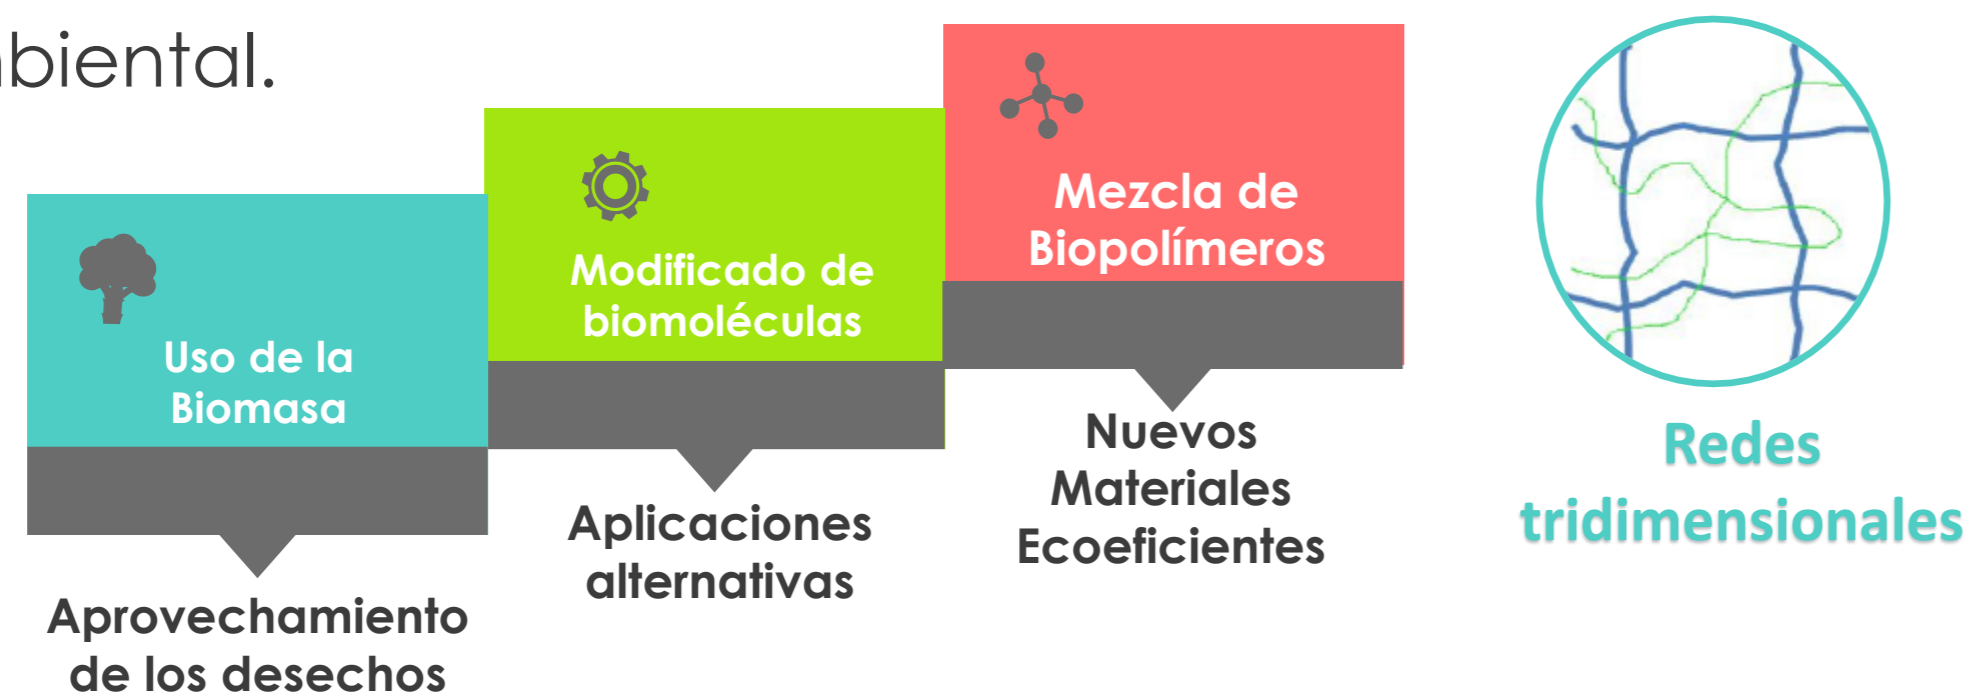 biental.
Uso de la
Biomasa
Aprovechamiento
de los desechos
Modificado de
biomoléculas
Aplicaciones
alternativas
Mezcla de
Biopolímeros
Nuevos
Materiales
Ecoeficientes
Redes
tridimensionales